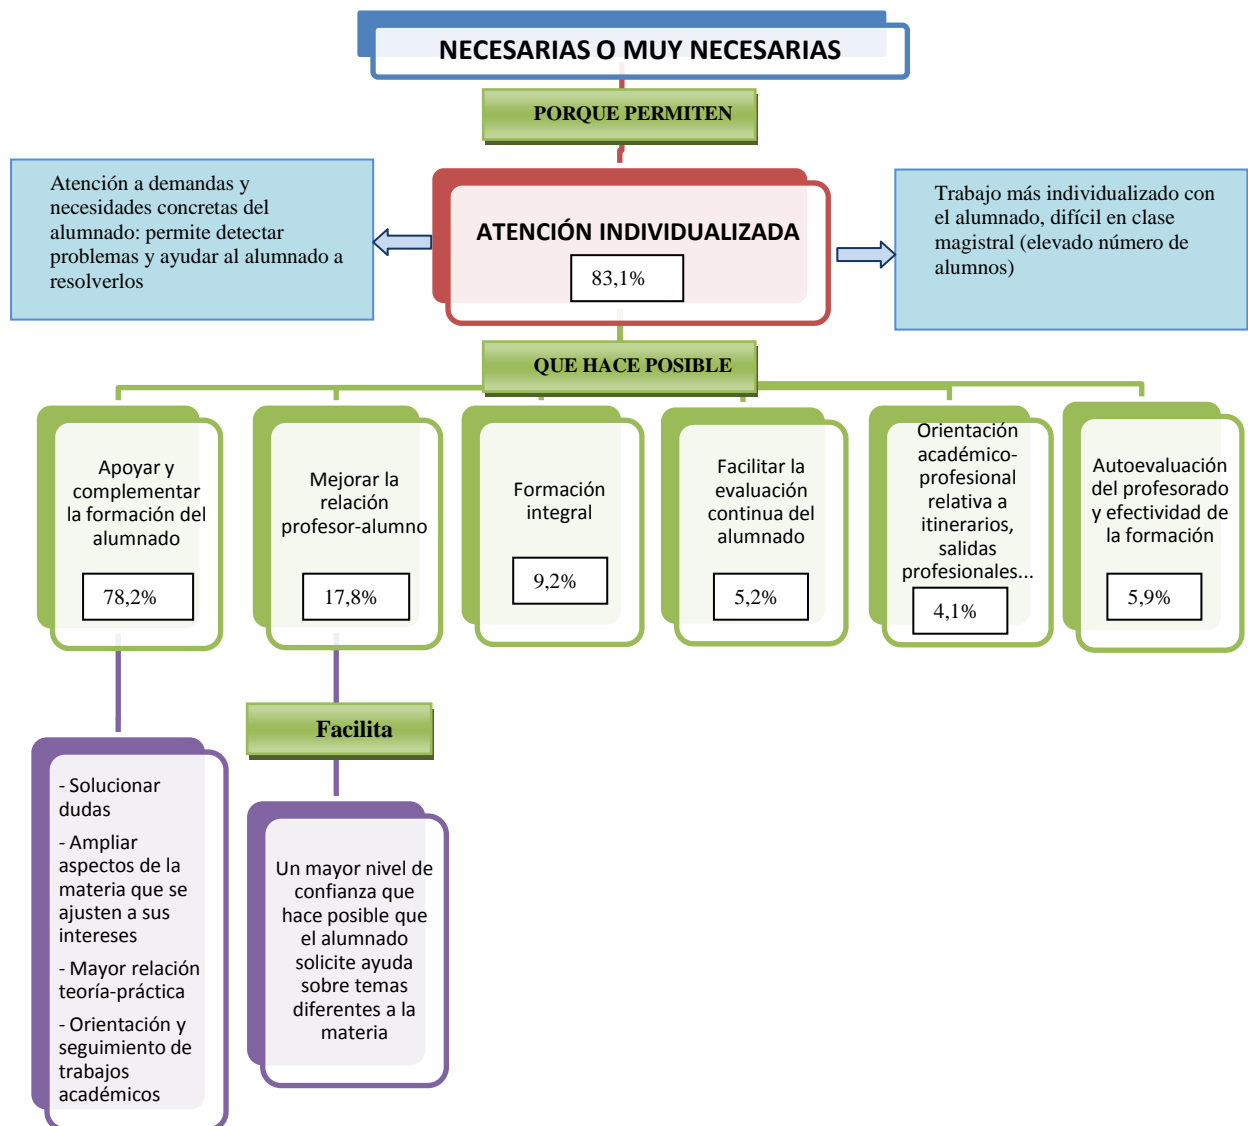 NECESARIAS O MUY NECESARIAS
PORQUE PERMITEN
Atención a demandas y
necesidades concretas del
alumnado: permite detectar
problemas y ayudar al alumnado a
resolverlos
ATENCIÓN INDIVIDUALIZADA
83,1%
Trabajo más individualizado con
el alumnado, difícil en clase
magistral (elevado número de
alumnos)
QUE HACE POSIBLE
Apoyar y
complementar
la formación del
alumnado
78,2%
Mejorar la
relación
profesor-alumno
17,8%
Formación
integral
9,2%
Facilitar la
evaluación
continua del
alumnado
5,2%
Orientación
académico-
profesional
relativa a
itinerarios,
salidas
profesionales...
4,1%
Autoevaluación
del profesorado
y efectividad de
la formación
5,9%
- Solucionar
dudas
- Ampliar
aspectos de la
materia que se
ajusten a sus
intereses
- Mayor relación
teoría-práctica
- Orientación y
seguimiento de
trabajos
académicos
Facilita
Un mayor nivel de
confianza que
hace posible que
el alumnado
solicite ayuda
sobre temas
diferentes a la
materia